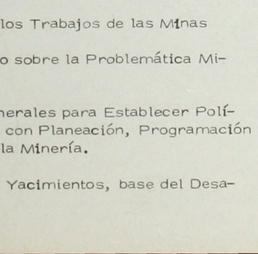 los Trabajos de las Minas
o sobre la Problemática Mi-
nerales para Establecer Polí-
con Planeación, Programación
la Minería.
Yacimientos, base del Desa-